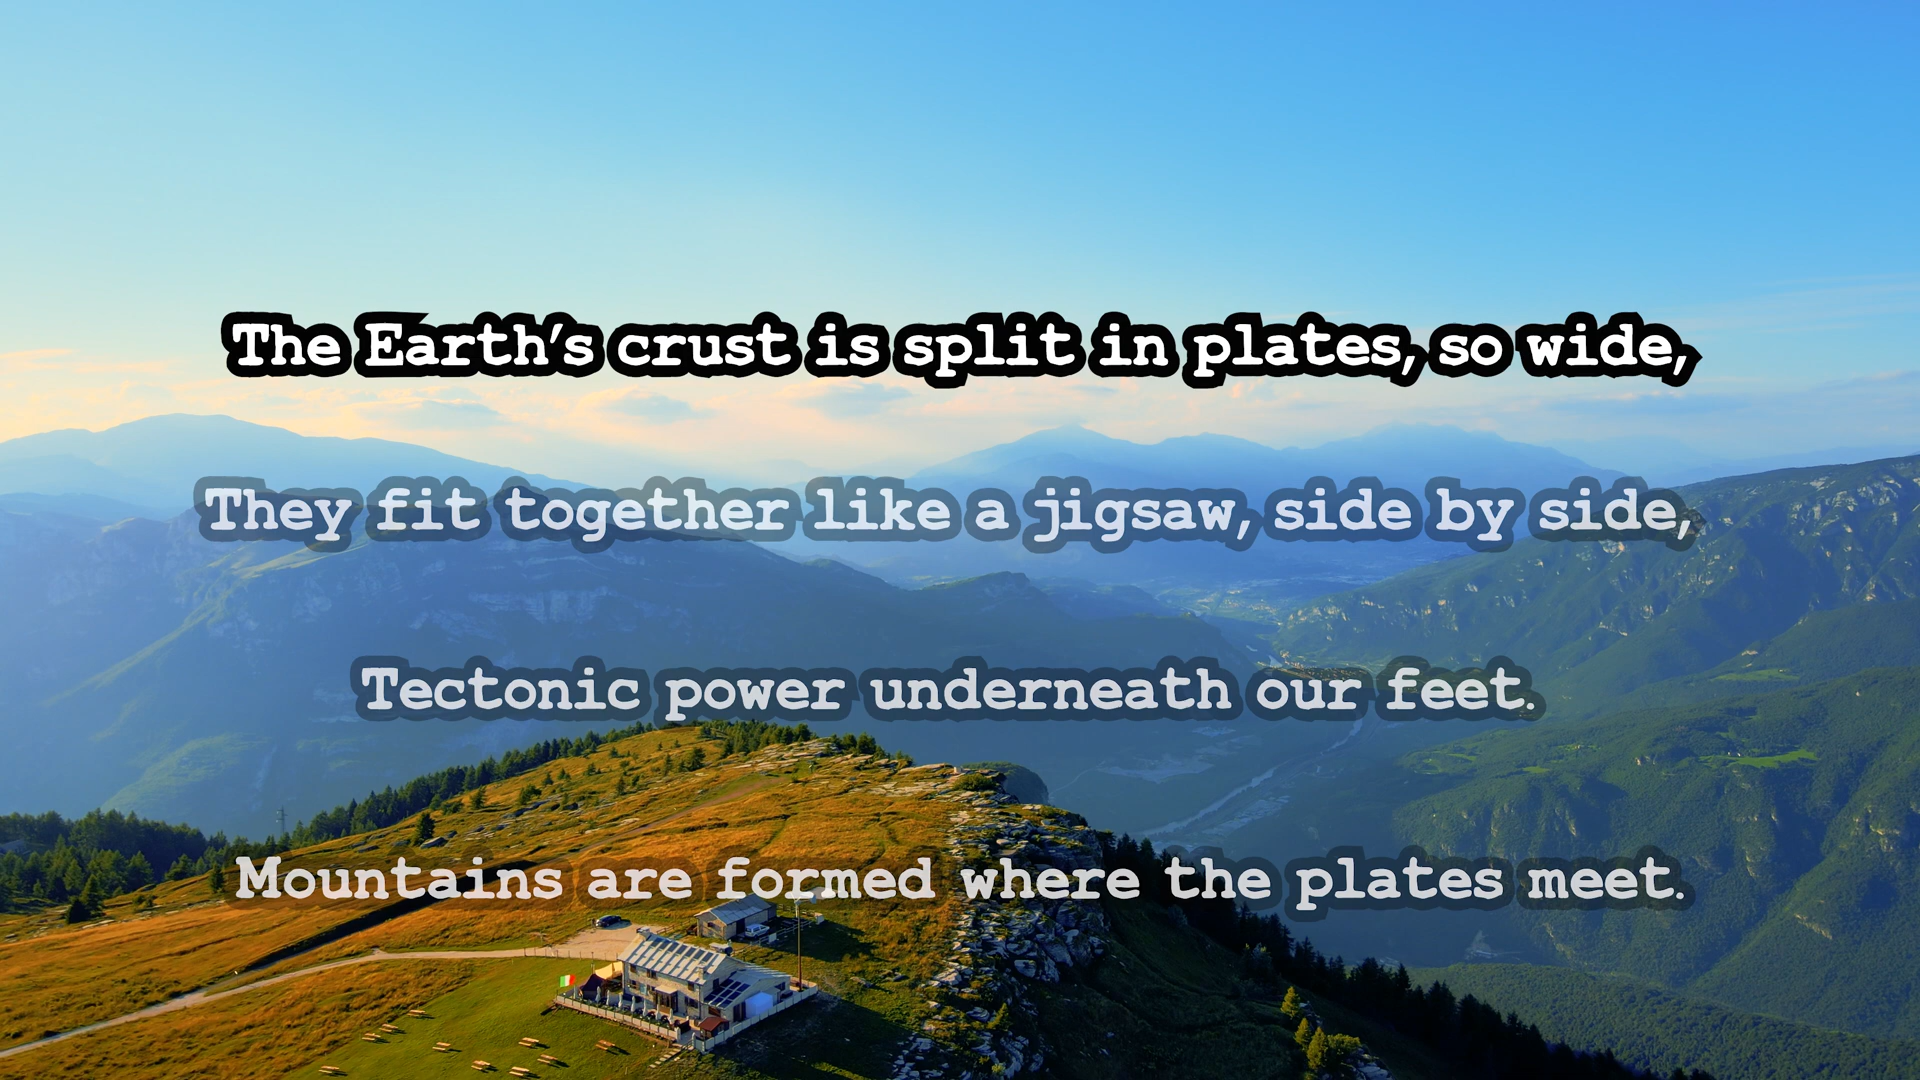 The Earth’s crust is split in plates, so wide,
They fit together like a jigsaw, side by side,
Tectonic power underneath our feet.
Mountains are formed where the plates meet.